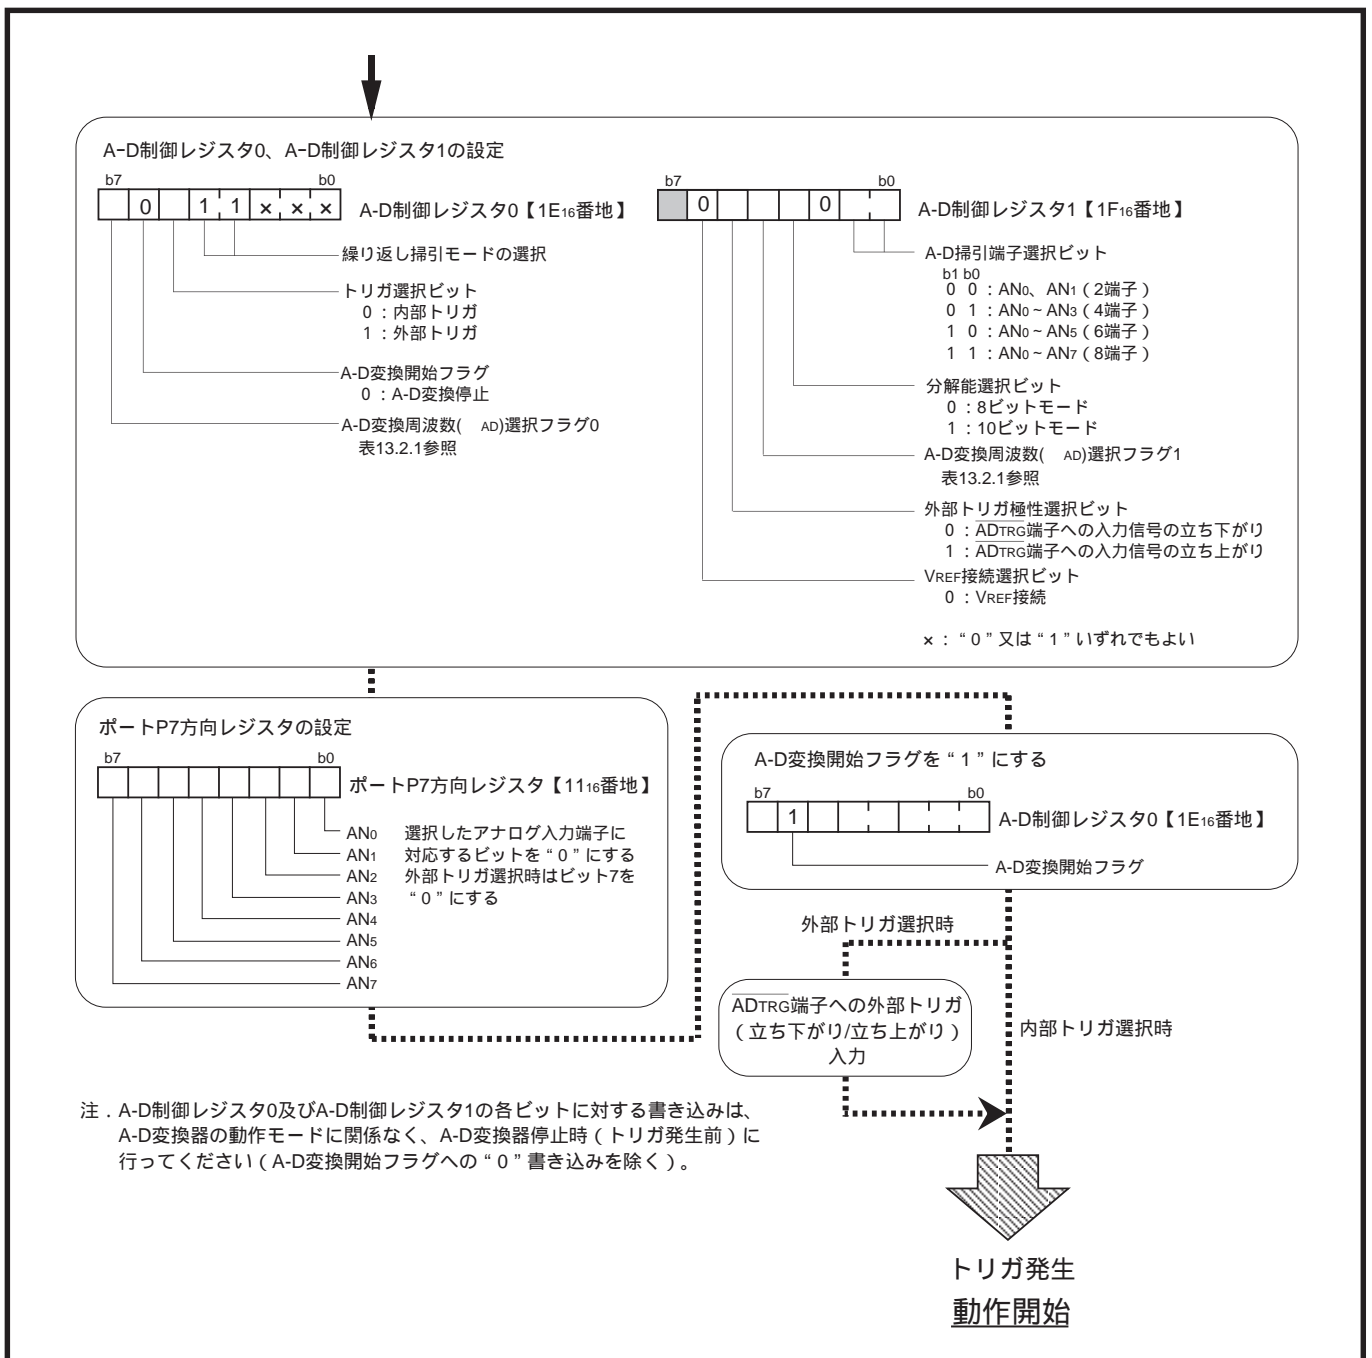 A-D制御レジスタ0、A-D制御レジスタ1の設定
b7 b0
0 1 1 × × × A-D制御レジスタ0【1E16番地】
繰り返し掃引モードの選択
トリガ選択ビット
0：内部トリガ
1：外部トリガ
A-D変換開始フラグ
0：A-D変換停止
A-D変換周波数( AD)選択フラグ0
表13.2.1参照
b7 b0
0 0 A-D制御レジスタ1【1F16番地】
A-D掃引端子選択ビット
b1 b0
0 0：AN0、AN1（2端子）
0 1：AN0～AN3（4端子）
1 0：AN0～AN5（6端子）
1 1：AN0～AN7（8端子）
分解能選択ビット
0：8ビットモード
1：10ビットモード
A-D変換周波数( AD)選択フラグ1
表13.2.1参照
外部トリガ極性選択ビット
0：ADTRG端子への入力信号の立ち下がり
1：ADTRG端子への入力信号の立ち上がり
VREF接続選択ビット
0：VREF接続
×：“0”又は“1”いずれでもよい
ポートP7方向レジスタの設定
b7 b0
ポートP7方向レジスタ【1116番地】
AN0 選択したアナログ入力端子に
AN1 対応するビットを“0”にする
AN2 外部トリガ選択時はビット7を
AN3 “0”にする
AN4
AN5
AN6
AN7
A-D変換開始フラグを“1”にする
b7 b0
1 A-D制御レジスタ0【1E16番地】
A-D変換開始フラグ
外部トリガ選択時
ADTRG端子への外部トリガ
（立ち下がり/立ち上がり）
入力
内部トリガ選択時
注．A-D制御レジスタ0及びA-D制御レジスタ1の各ビットに対する書き込みは、
A-D変換器の動作モードに関係なく、A-D変換器停止時（トリガ発生前）に
行ってください（A-D変換開始フラグへの“0”書き込みを除く）。
トリガ発生
動作開始